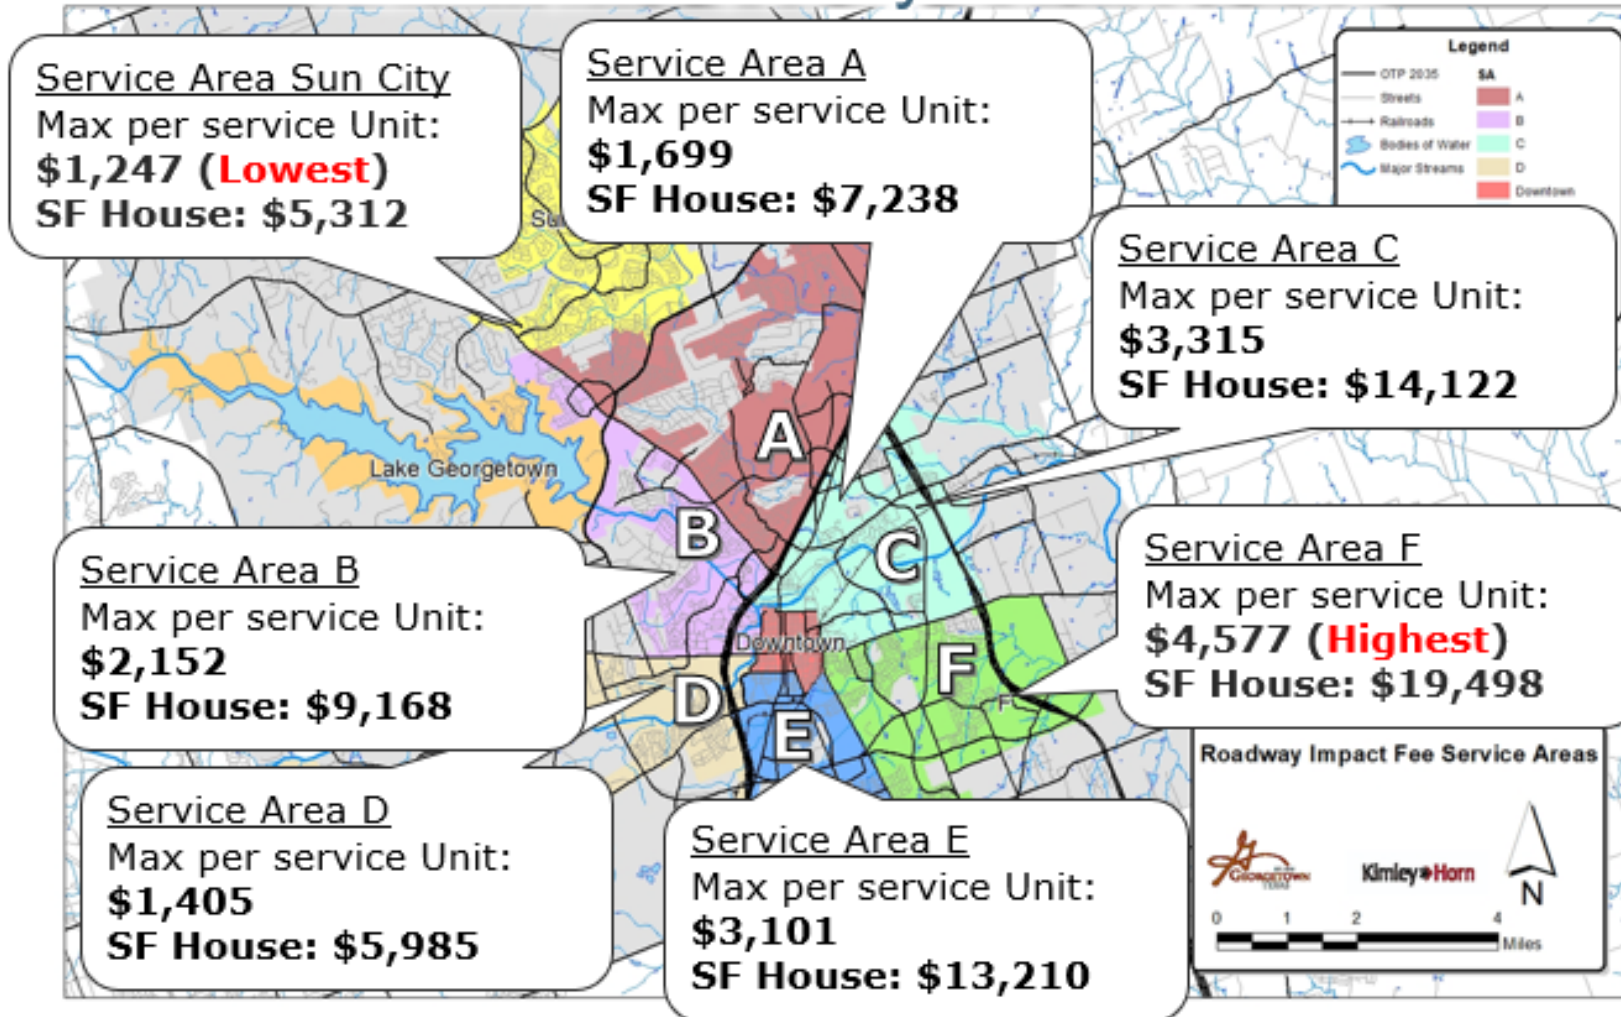 Service Area Sun City
Max per service Unit:
$1,247 (Lowest)
SF House: $5,312
Service Area A
Max per service Unit:
$1,699
SF House: $7,238
Legend
OTP 2035
Streets
Railroads
Bodies of Water
Major Streams
SA
A
B
C
D
Downtown
Service Area C
Max per service Unit:
$3,315
SF House: $14,122
Su
A
Lake Georgetown
B
C
Service Area B
Max per service Unit:
$2,152
SF House: $9,168
Service Area F
Max per service Unit:
$4,577 (Highest)
SF House: $19,498
Downtown
F
F
D
E
Service Area D
Max per service Unit:
$1,405
SF House: $5,985
Service Area E
Max per service Unit:
$3,101
SF House: $13,210
Roadway Impact Fee Service Areas
GEORGETOWN
TEXAS
Kimley Horn
N
0 1 2 4
Miles